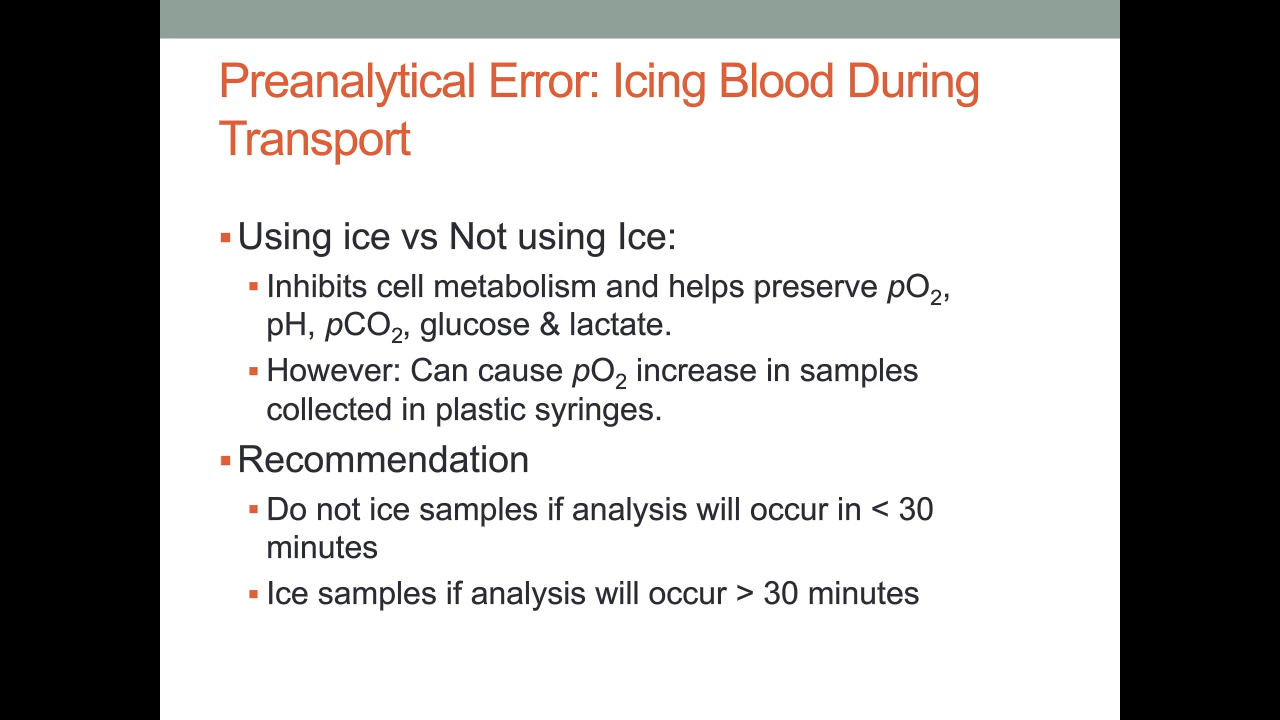 Preanalytical Error: Icing Blood During
Transport
▪Using ice vs Not using Ice:
▪Inhibits cell metabolism and helps preserve pO₂,
pH, pCO₂, glucose & lactate.
▪However: Can cause pO₂ increase in samples
collected in plastic syringes.
▪Recommendation
▪Do not ice samples if analysis will occur in < 30
minutes
▪Ice samples if analysis will occur > 30 minutes